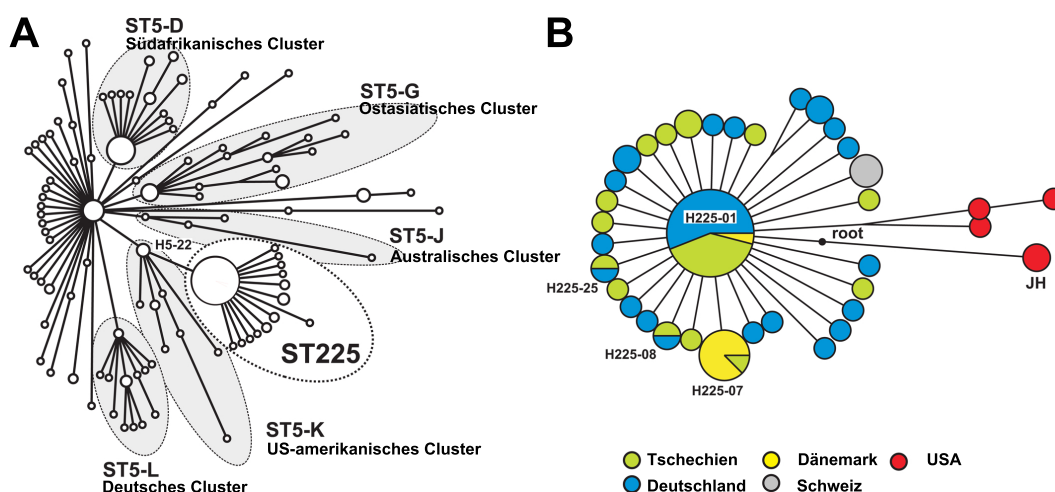 A
ST5-D
Südafrikanisches Cluster
ST5-G
Ostasiatisches Cluster
H5-22
ST5-J
Australisches Cluster
ST225
ST5-K
US-amerikanisches Cluster
ST5-L
Deutsches Cluster
B
H225-01
root
JH
H225-25
H225-08
H225-07
Tschechien
Dänemark
USA
Deutschland
Schweiz